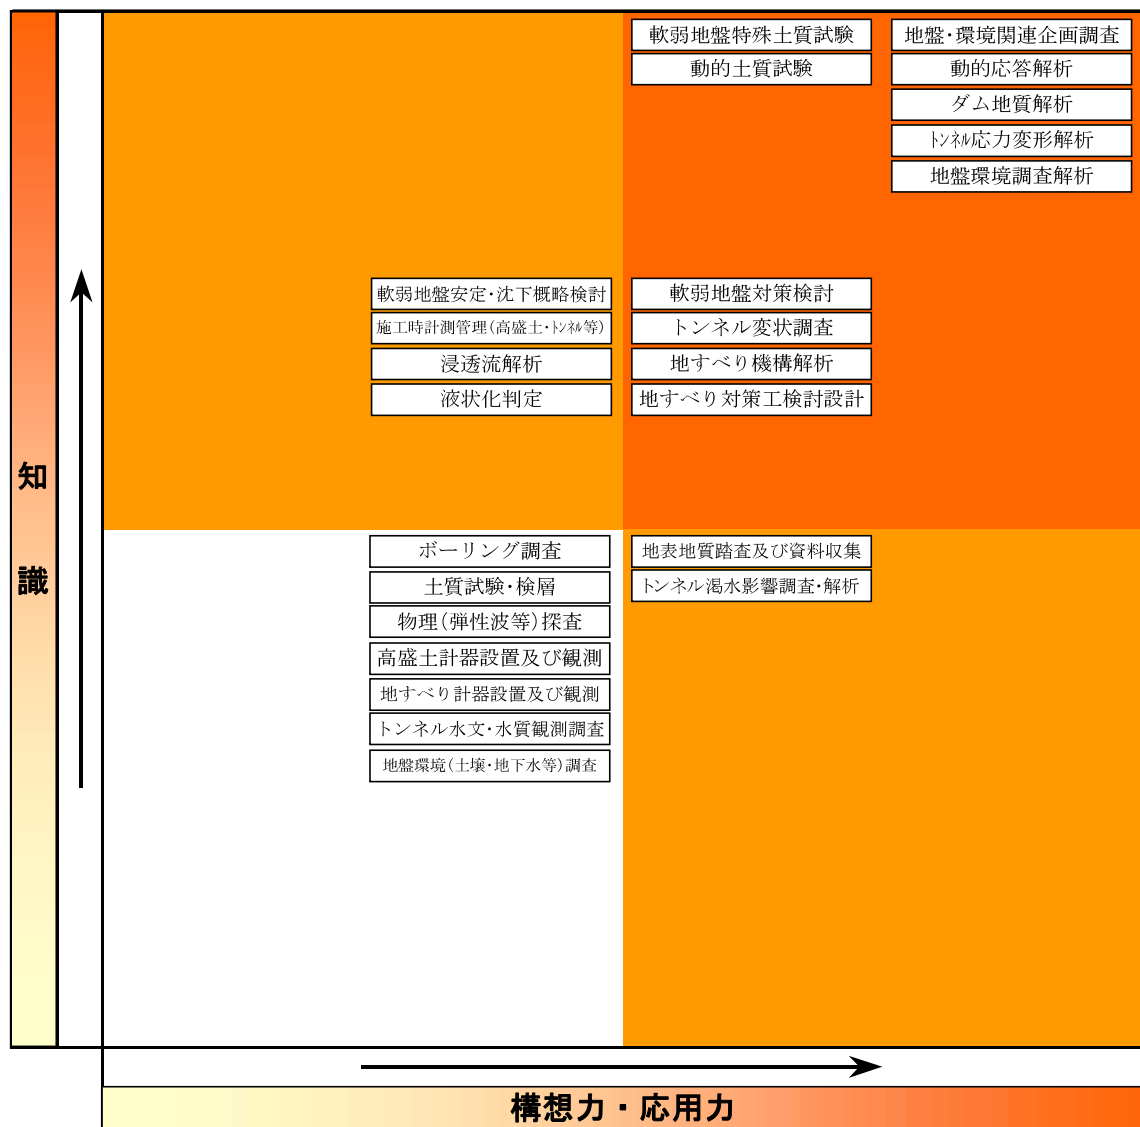 軟弱地盤特殊土質試験
動的土質試験
地盤・環境関連企画調査
動的応答解析
ダム地質解析
ﾄﾝﾈﾙ応力変形解析
地盤環境調査解析
軟弱地盤安定・沈下概略検討
施工時計測管理(高盛土・ﾄﾝﾈﾙ等)
浸透流解析
液状化判定
軟弱地盤対策検討
トンネル変状調査
地すべり機構解析
地すべり対策工検討設計
知
識
ボーリング調査
土質試験・検層
物理(弾性波等)探査
高盛土計器設置及び観測
地すべり計器設置及び観測
トンネル水文・水質観測調査
地盤環境(土壌・地下水等)調査
地表地質踏査及び資料収集
トンネル渇水影響調査・解析
構想力・応用力